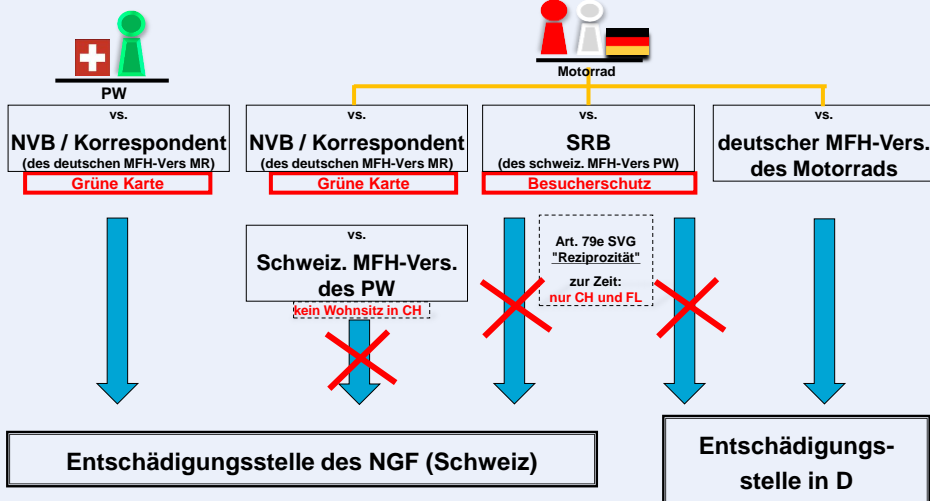 PW
Motorrad
vs.
NVB / Korrespondent
(des deutschen MFH-Vers MR)
Grüne Karte
vs.
NVB / Korrespondent
(des deutschen MFH-Vers MR)
Grüne Karte
vs.
SRB
(des schweiz. MFH-Vers PW)
Besucherschutz
vs.
deutscher MFH-Vers.
des Motorrads
vs.
Schweiz. MFH-Vers.
des PW
kein Wohnsitz in CH
Art. 79e SVG
"Reziprozität"
zur Zeit:
nur CH und FL
Entschädigungsstelle des NGF (Schweiz)
Entschädigungs-
stelle in D